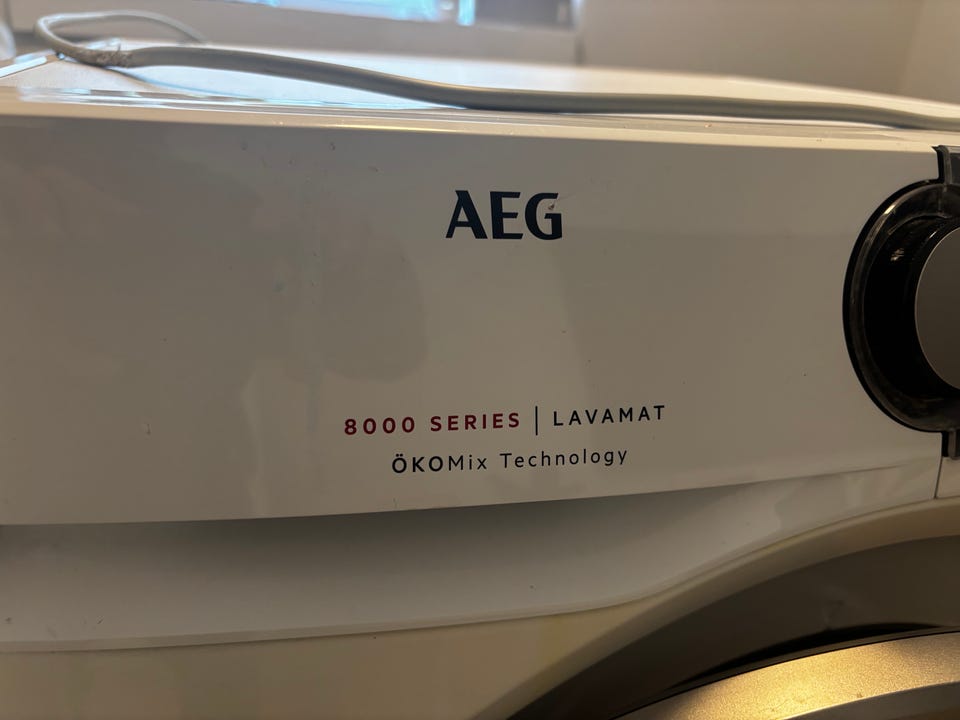 AEG
8000 SERIES | LAVAMAT
ÖKOMix Technology